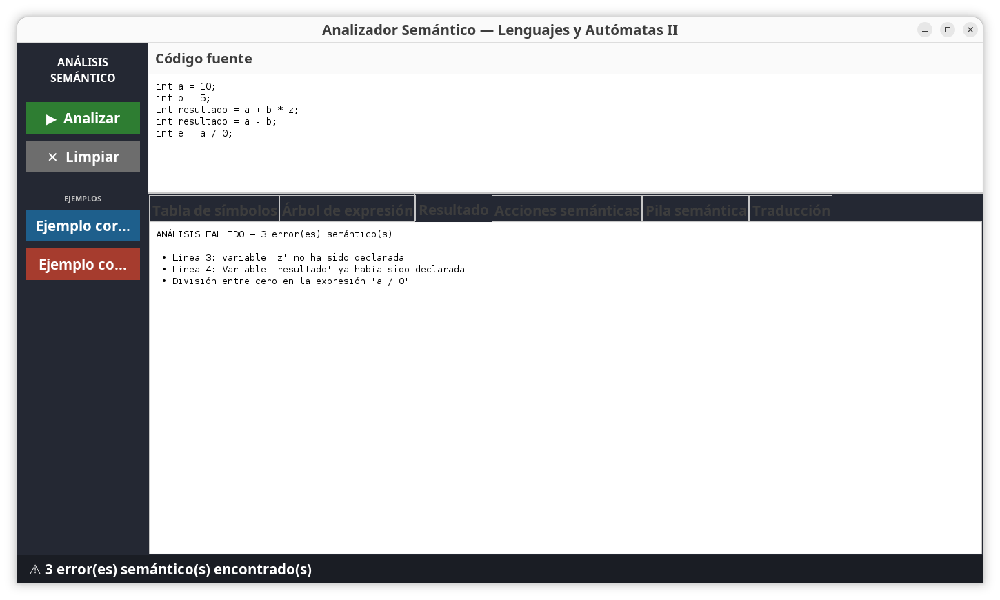 Analizador Semántico — Lenguajes y Autómatas II
ANÁLISIS
SEMÁNTICO
▶ Analizar
✕ Limpiar
EJEMPLOS
Ejemplo cor...
Ejemplo co...
Código fuente
int a = 10;
int b = 5;
int resultado = a + b * z;
int resultado = a - b;
int e = a / 0;
Tabla de símbolos Árbol de expresión Resultado Acciones semánticas Pila semántica Traducción
ANÁLISIS FALLIDO — 3 error(es) semántico(s)
• Línea 3: variable 'z' no ha sido declarada
• Línea 4: Variable 'resultado' ya había sido declarada
• División entre cero en la expresión 'a / 0'
⚠ 3 error(es) semántico(s) encontrado(s)